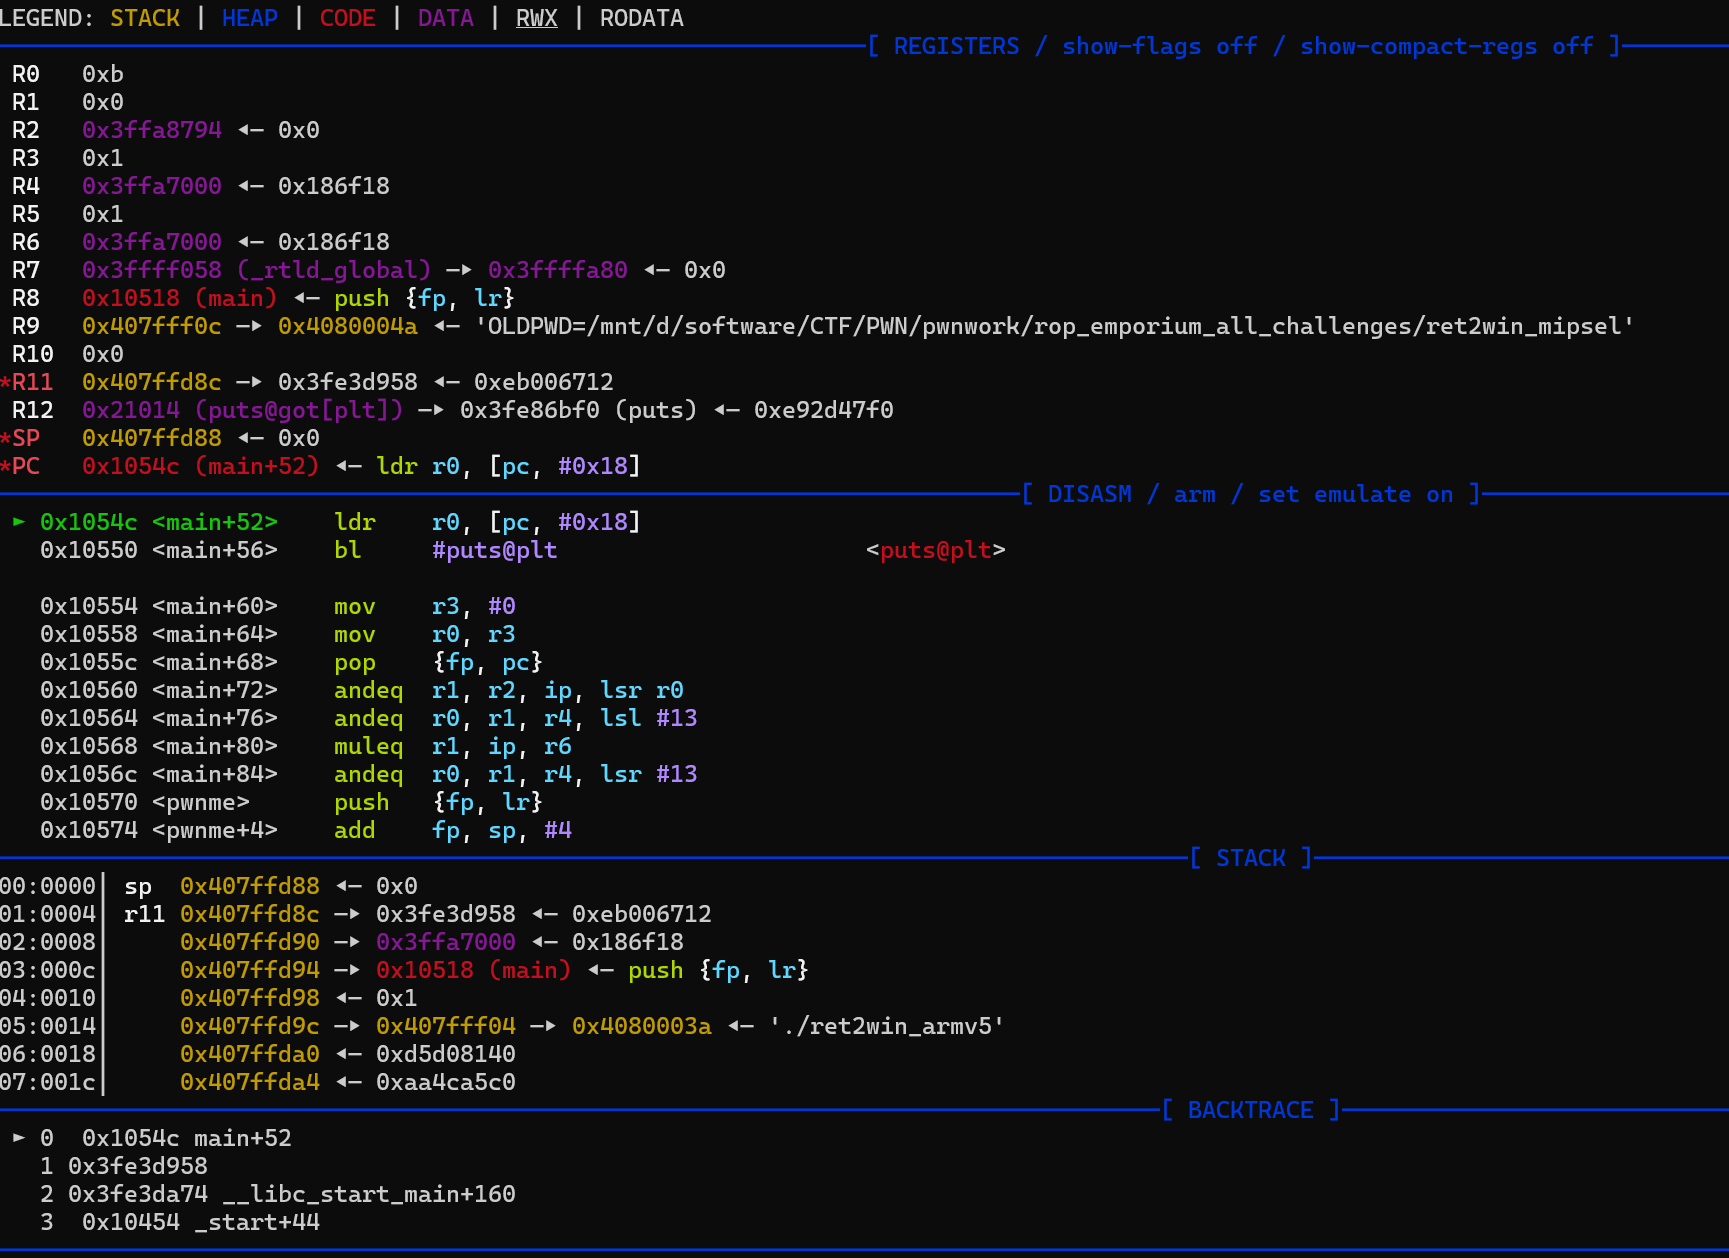 LEGEND: STACK | HEAP | CODE | DATA | RWX | RODATA
[ REGISTERS / show-flags off / show-compact-regs off ]
R0 0xb
R1 0x0
R2 0x3ffa8794 ◂— 0x0
R3 0x1
R4 0x3ffa7000 ◂— 0x186f18
R5 0x1
R6 0x3ffa7000 ◂— 0x186f18
R7 0x3ffff058 (_rtld_global) —▸ 0x3ffffa80 ◂— 0x0
R8 0x10518 (main) ◂— push {fp, lr}
R9 0x407fff0c —▸ 0x4080004a ◂— 'OLDPWD=/mnt/d/software/CTF/PWN/pwnwork/rop_emporium_all_challenges/ret2win_mipsel'
R10 0x0
*R11 0x407ffd8c —▸ 0x3fe3d958 ◂— 0xeb006712
R12 0x21014 (puts@got[plt]) —▸ 0x3fe86bf0 (puts) ◂— 0xe92d47f0
*SP 0x407ffd88 ◂— 0x0
*PC 0x1054c (main+52) ◂— ldr r0, [pc, #0x18]
[ DISASM / arm / set emulate on ]
► 0x1054c <main+52> ldr r0, [pc, #0x18]
0x10550 <main+56> bl #puts@plt <puts@plt>
0x10554 <main+60> mov r3, #0
0x10558 <main+64> mov r0, r3
0x1055c <main+68> pop {fp, pc}
0x10560 <main+72> andeq r1, r2, ip, lsr r0
0x10564 <main+76> andeq r0, r1, r4, lsl #13
0x10568 <main+80> muleq r1, ip, r6
0x1056c <main+84> andeq r0, r1, r4, lsr #13
0x10570 <pwnme> push {fp, lr}
0x10574 <pwnme+4> add fp, sp, #4
[ STACK ]
00:0000│ sp 0x407ffd88 ◂— 0x0
01:0004│ r11 0x407ffd8c —▸ 0x3fe3d958 ◂— 0xeb006712
02:0008│ 0x407ffd90 —▸ 0x3ffa7000 ◂— 0x186f18
03:000c│ 0x407ffd94 —▸ 0x10518 (main) ◂— push {fp, lr}
04:0010│ 0x407ffd98 ◂— 0x1
05:0014│ 0x407ffd9c —▸ 0x407fff04 —▸ 0x4080003a ◂— './ret2win_armv5'
06:0018│ 0x407ffda0 ◂— 0xd5d08140
07:001c│ 0x407ffda4 ◂— 0xaa4ca5c0
[ BACKTRACE ]
► 0 0x1054c main+52
1 0x3fe3d958
2 0x3fe3da74 __libc_start_main+160
3 0x10454 _start+44